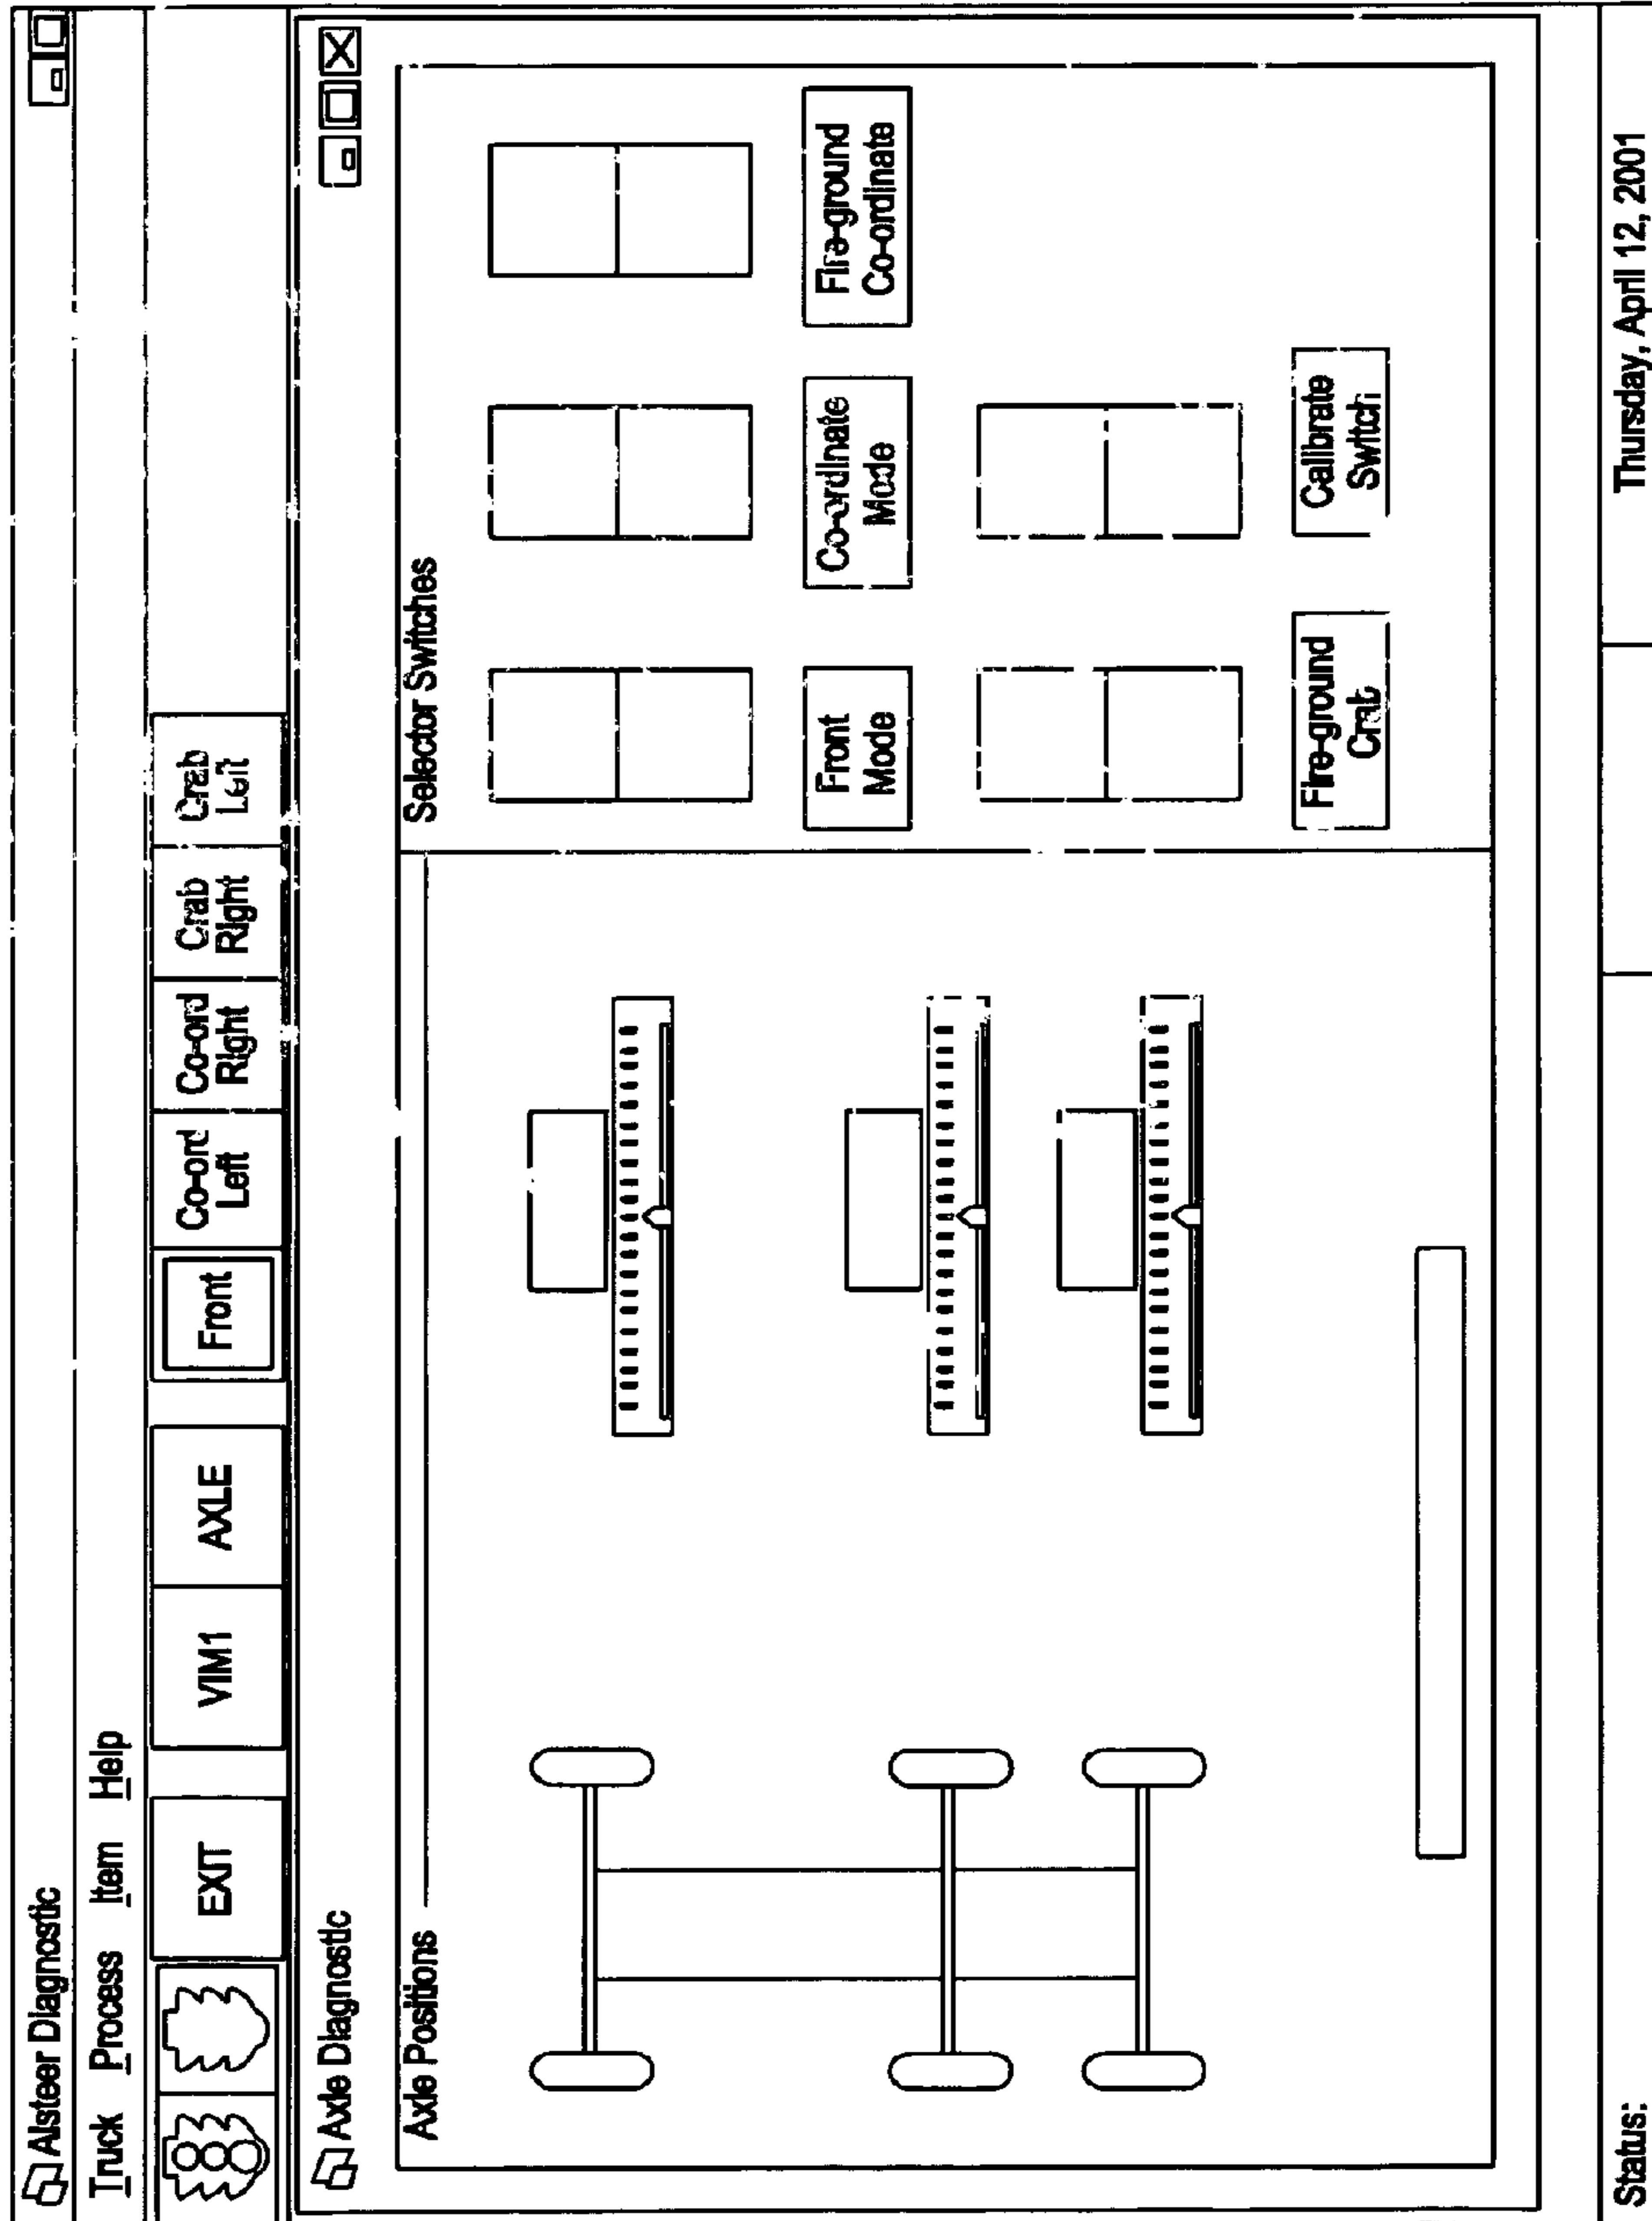 Alsteer Diagnostic
Truck Process Item Help
EXIT VIM1 AXLE Front Co-ord Left Co-ord Right Crab Right Crab Left
Axle Diagnostic
Axle Positions
Selector Switches
Front Mode
Co-ordinate Mode
Fire-ground Co-ordinate
Fire-ground Crab
Calibrate Switch
Status:
Thursday, April 12, 2001